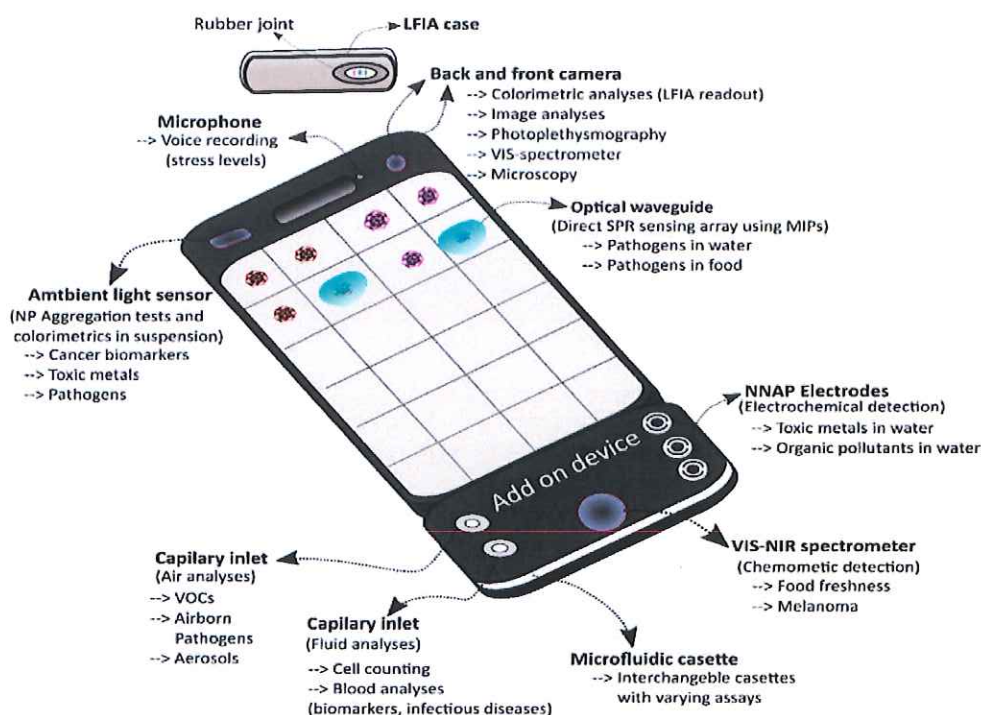 Rubber joint
LFIA case
Back and front camera
--> Colorimetric analyses (LFIA readout)
--> Image analyses
--> Photoplethysmography
--> VIS-spectrometer
--> Microscopy
Microphone
--> Voice recording
(stress levels)
Optical waveguide
(Direct SPR sensing array using MIPs)
--> Pathogens in water
--> Pathogens in food
Amtbient light sensor
(NP Aggregation tests and
colorimetrics in suspension)
--> Cancer biomarkers
--> Toxic metals
--> Pathogens
NNAP Electrodes
(Electrochemical detection)
--> Toxic metals in water
--> Organic pollutants in water
Add on device
VIS-NIR spectrometer
(Chemometic detection)
--> Food freshness
--> Melanoma
Capilary inlet
(Air analyses)
--> VOCs
--> Airborn
Pathogens
--> Aerosols
Capilary inlet
(Fluid analyses)
--> Cell counting
--> Blood analyses
(biomarkers, infectious diseases)
Microfluidic casette
--> Interchangeble casettes
with varying assays